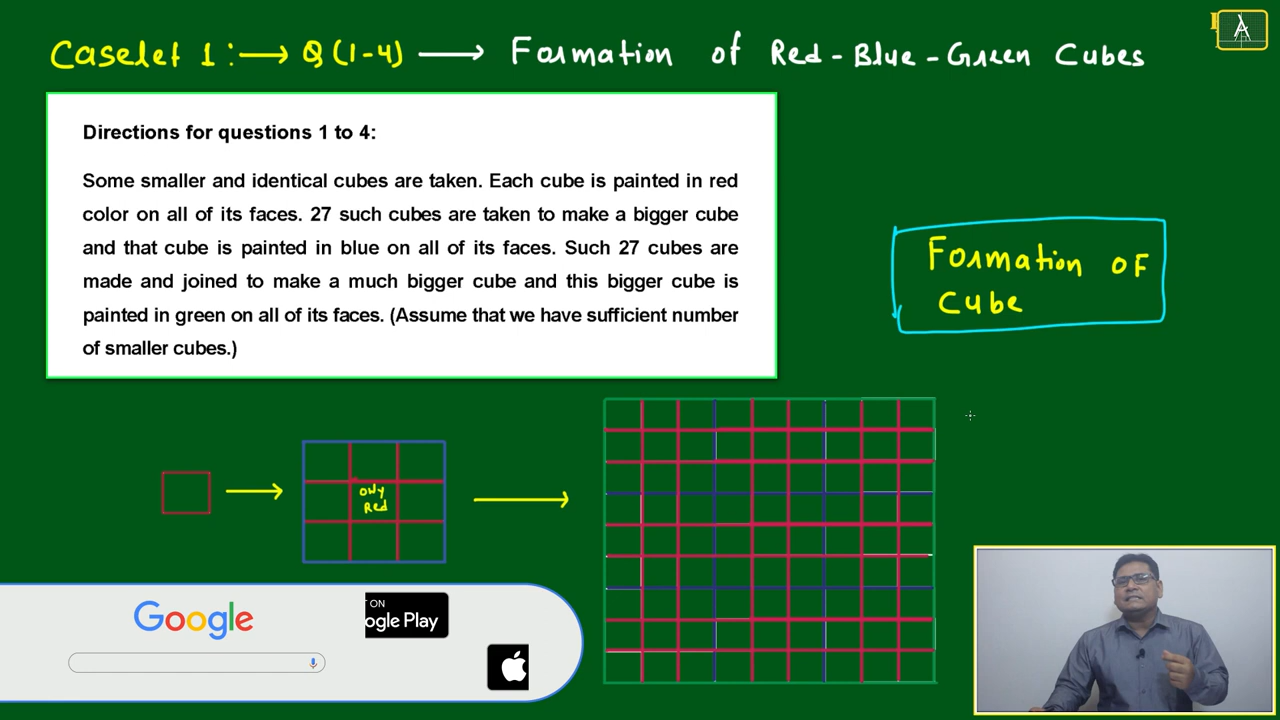 Caselet 1 : → Q (1-4) → Formation of Red - Blue - Green Cubes
Directions for questions 1 to 4:
Some smaller and identical cubes are taken. Each cube is painted in red
color on all of its faces. 27 such cubes are taken to make a bigger cube
and that cube is painted in blue on all of its faces. Such 27 cubes are
made and joined to make a much bigger cube and this bigger cube is
painted in green on all of its faces. (Assume that we have sufficient number
of smaller cubes.)
Formation OF
Cube
only
Red
Google
T ON
ogle Play